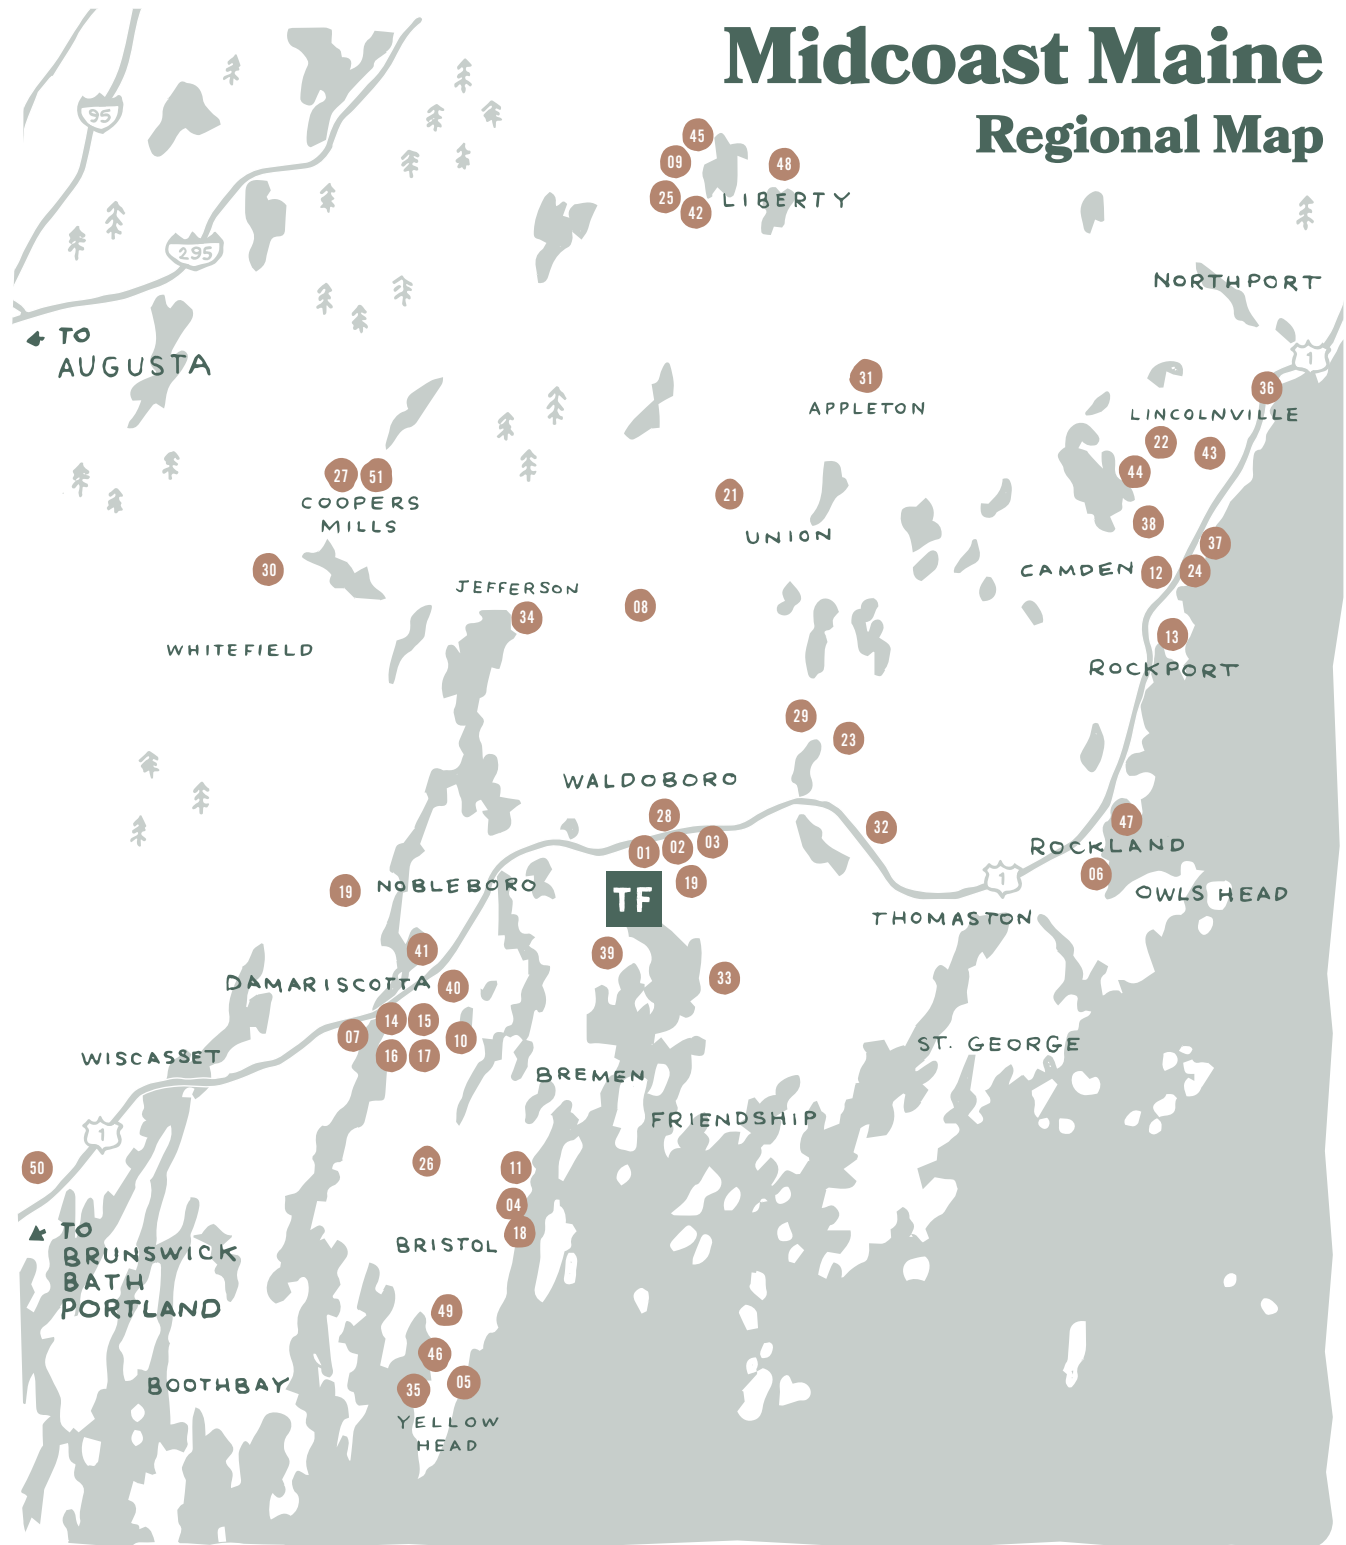 Midcoast Maine
Regional Map
95
295
TO
AUGUSTA
45
09
48
25
42
LIBERTY
NORTHPORT
1
36
31
APPLETON
LINCOLNVILLE
22
43
44
27
51
COOPERS
MILLS
21
UNION
38
37
30
CAMDEN
12
24
JEFFERSON
34
08
13
WHITEFIELD
ROCKPORT
29
23
WALDOBORO
28
32
47
01
02
03
ROCKLAND
19
NOBLEBORO
TF
19
1
06
OWLS HEAD
THOMASTON
41
39
33
DAMARISCOTTA
40
14
15
07
10
16
17
WISCASSET
ST. GEORGE
BREMEN
FRIENDSHIP
1
50
26
11
04
18
TO
BRUNSWICK
BATH
PORTLAND
BRISTOL
49
46
35
05
BOOTHBAY
YELLOW
HEAD